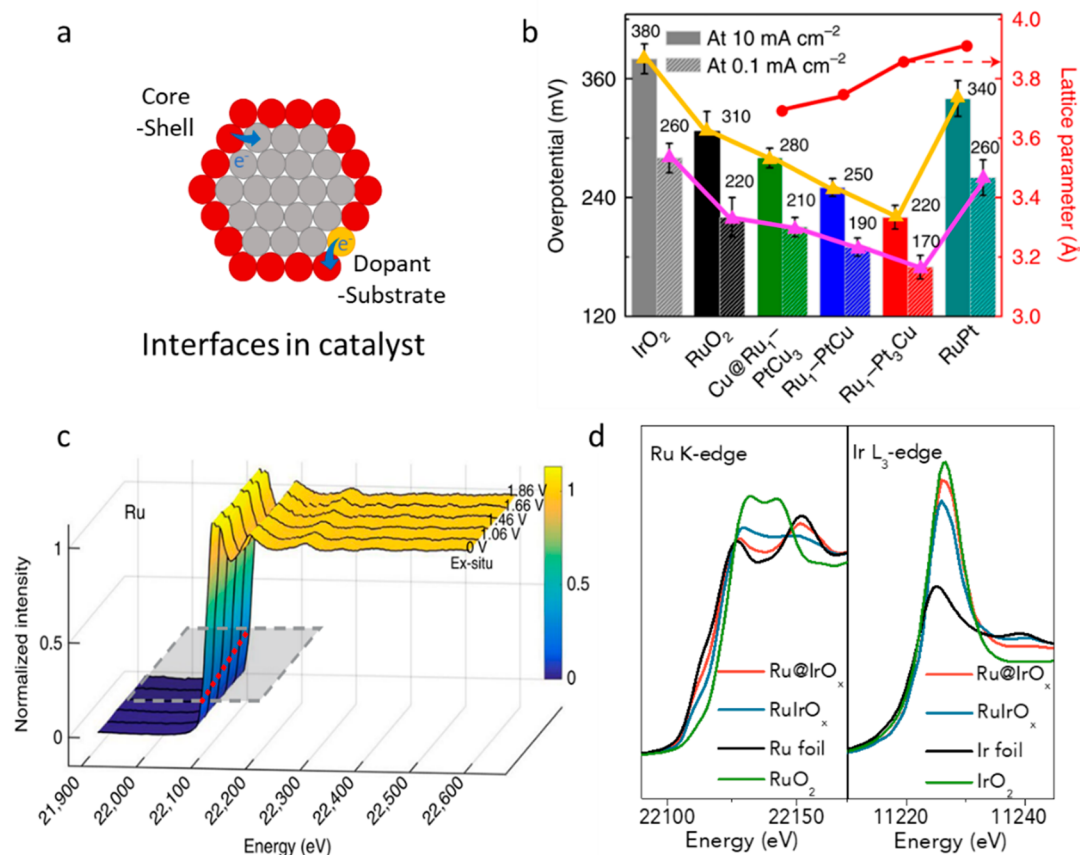 a
Core
-Shell
e-
e-
Dopant
-Substrate
Interfaces in catalyst
b
At 10 mA cm⁻²
At 0.1 mA cm⁻²
Overpotential (mV)
360
240
120
380
260
310
220
280
210
250
190
220
170
340
260
4.0
3.8
3.6
3.4
3.2
3.0
Lattice parameter (Å)
IrO₂
RuO₂
Cu@Ru₁–
PtCu₃
Ru₁–PtCu
Ru₁–Pt₃Cu
RuPt
c
Ru
Normalized intensity
1
0.5
0
1.86 V
1.66 V
1.46 V
1.06 V
0 V
Ex-situ
1
0.5
0
21,900
22,000
22,100
22,200
22,300
22,400
22,500
22,600
Energy (eV)
d
Ru K-edge
Ru@IrOₓ
RuIrOₓ
Ru foil
RuO₂
22100
22150
Energy (eV)
Ir L₃-edge
Ru@IrOₓ
RuIrOₓ
Ir foil
IrO₂
11220
11240
Energy (eV)